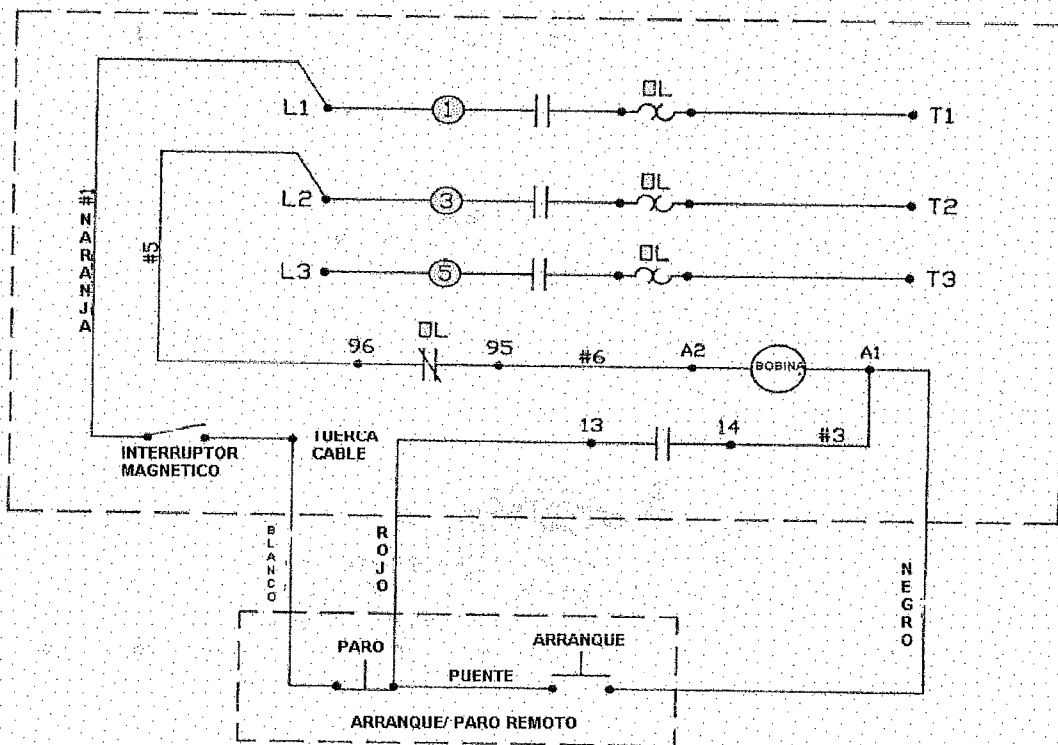 OL
L1 1 T1
OL
L2 3 T2
OL
L3 5 T3
#1 NARANJA
#5
OL
96 95 #6 A2 BOBINA A1
13 14 #3
INTERRUPTOR
MAGNETICO
TUERCA
CABLE
BLANCO
ROJO
NEGRO
PARO
ARRANQUE
PUENTE
ARRANQUE/ PARO REMOTO